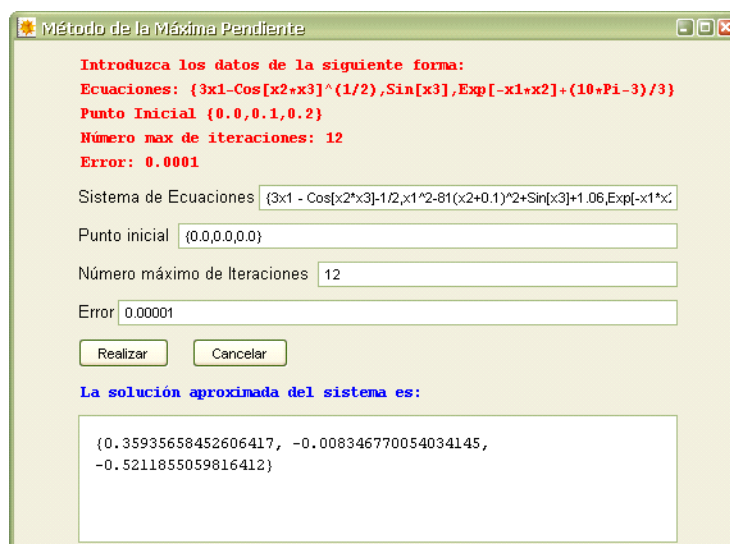 Método de la Máxima Pendiente
Introduzca los datos de la siguiente forma:
Ecuaciones: {3x1-Cos[x2*x3]^(1/2),Sin[x3],Exp[-x1*x2]+(10*Pi-3)/3}
Punto Inicial {0.0,0.1,0.2}
Número max de iteraciones: 12
Error: 0.0001
Sistema de Ecuaciones {3x1 - Cos[x2*x3]-1/2,x1^2-81(x2+0.1)^2+Sin[x3]+1.06,Exp[-x1*x2
Punto inicial {0.0,0.0,0.0}
Número máximo de Iteraciones 12
Error 0.00001
Realizar Cancelar
La solución aproximada del sistema es:
{0.35935658452606417, -0.008346770054034145,
-0.5211855059816412}